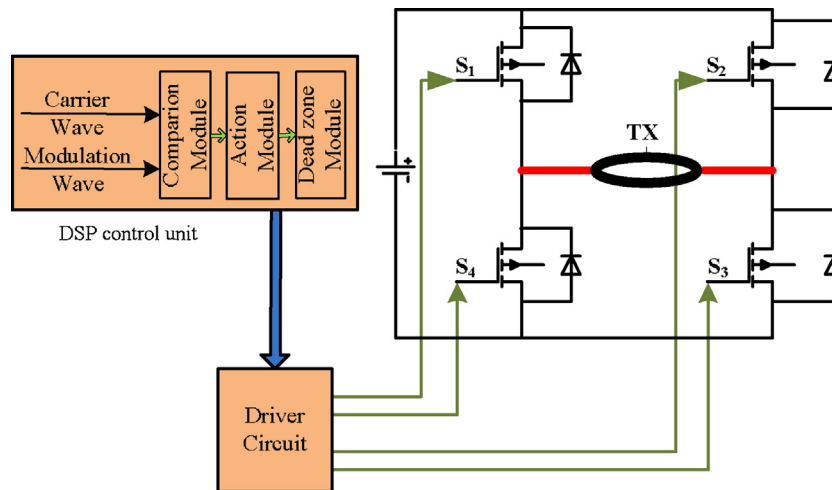 Carrier
Wave
Modulation
Wave
Comparion
Module
Action
Module
Dead zone
Module
DSP control unit
Driver
Circuit
S₁
S₂
TX
+
-
S₄
S₃